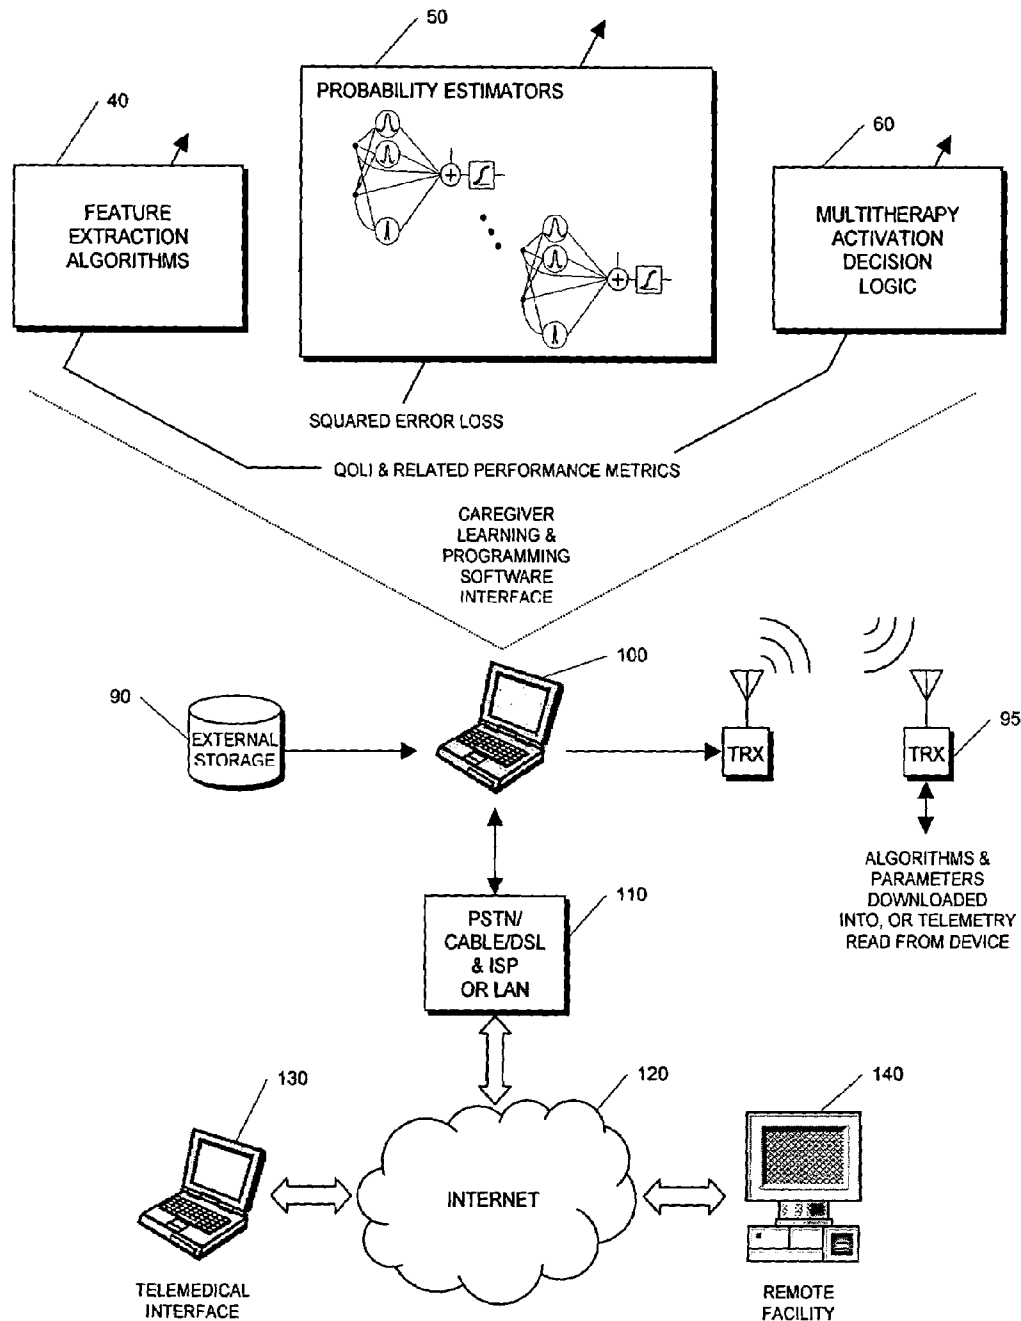 50
PROBABILITY ESTIMATORS
40
60
FEATURE
EXTRACTION
ALGORITHMS
MULTITHERAPY
ACTIVATION
DECISION
LOGIC
SQUARED ERROR LOSS
QOLI & RELATED PERFORMANCE METRICS
CAREGIVER
LEARNING &
PROGRAMMING
SOFTWARE
INTERFACE
100
90
95
EXTERNAL
STORAGE
TRX
TRX
ALGORITHMS &
PARAMETERS
DOWNLOADED
INTO, OR TELEMETRY
READ FROM DEVICE
110
PSTN/
CABLE/DSL
& ISP
OR LAN
130
120
140
INTERNET
TELEMEDICAL
INTERFACE
REMOTE
FACILITY